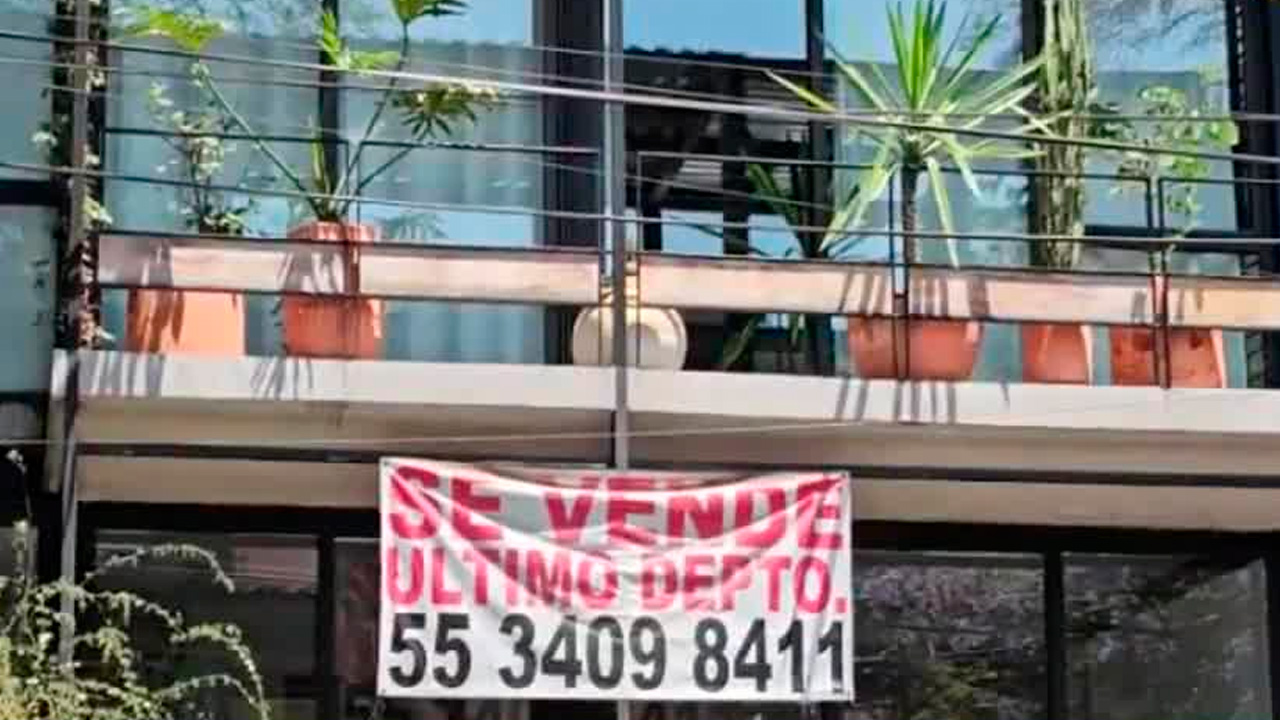 SE VENDE
ULTIMO DEPTO.
55 3409 8411